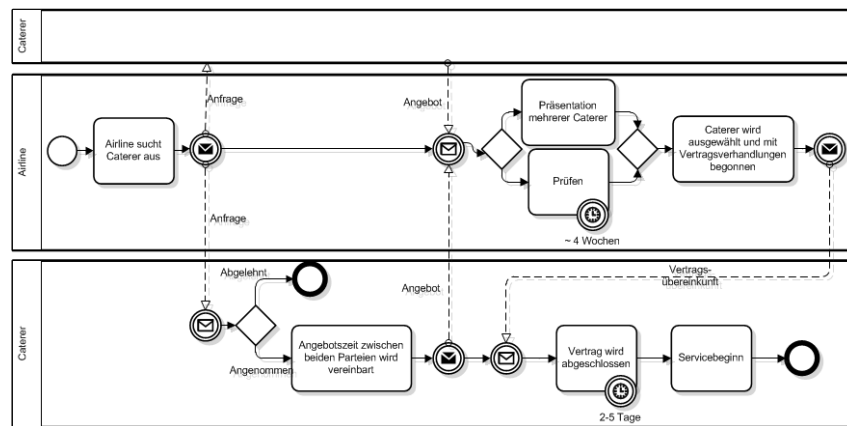 Caterer
Anfrage
Angebot
Airline
Airline sucht
Caterer aus
Präsentation
mehrerer Caterer
Prüfen
~ 4 Wochen
Caterer wird
ausgewählt und mit
Vertragsverhandlungen
begonnen
Anfrage
Angebot
Vertrags-
übereinkunft
Caterer
Abgelehnt
Angenommen
Angebotszeit zwischen
beiden Parteien wird
vereinbart
Vertrag wird
abgeschlossen
2-5 Tage
Servicebeginn